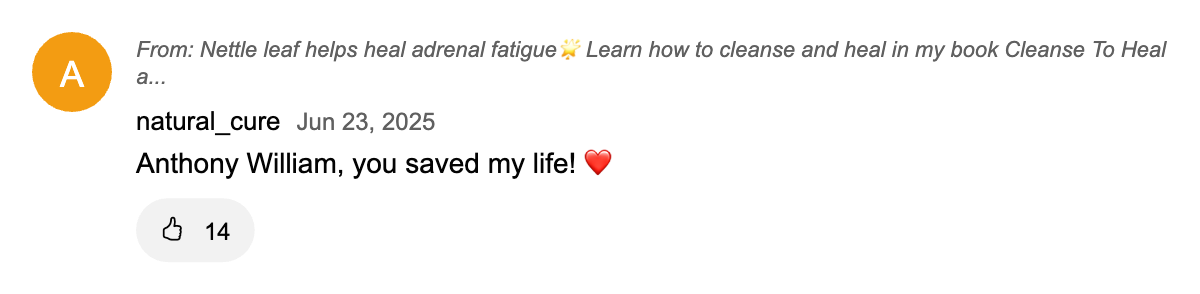 A
From: Nettle leaf helps heal adrenal fatigue🌟 Learn how to cleanse and heal in my book Cleanse To Heal
a...
natural_cure Jun 23, 2025
Anthony William, you saved my life! ❤️
14